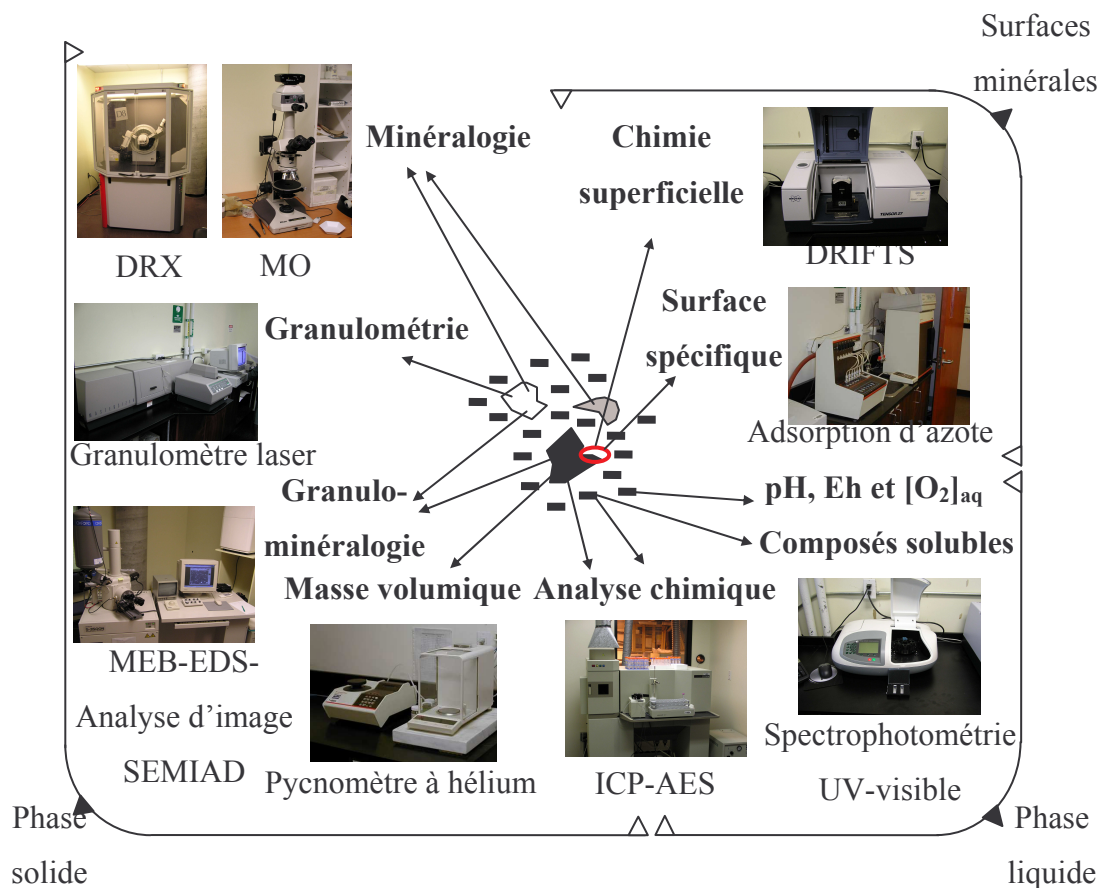 Surfaces
minérales
Minéralogie
Chimie
superficielle
DRX
MO
DRIFTS
Granulométrie
Surface
spécifique
Granulomètre laser
Adsorption d'azote
Granulo-
minéralogie
pH, Eh et [O₂]aq
Composés solubles
Masse volumique
Analyse chimique
MEB-EDS-
Analyse d'image
SEMIAD
Pycnomètre à hélium
ICP-AES
Spectrophotométrie
UV-visible
Phase
solide
Phase
liquide